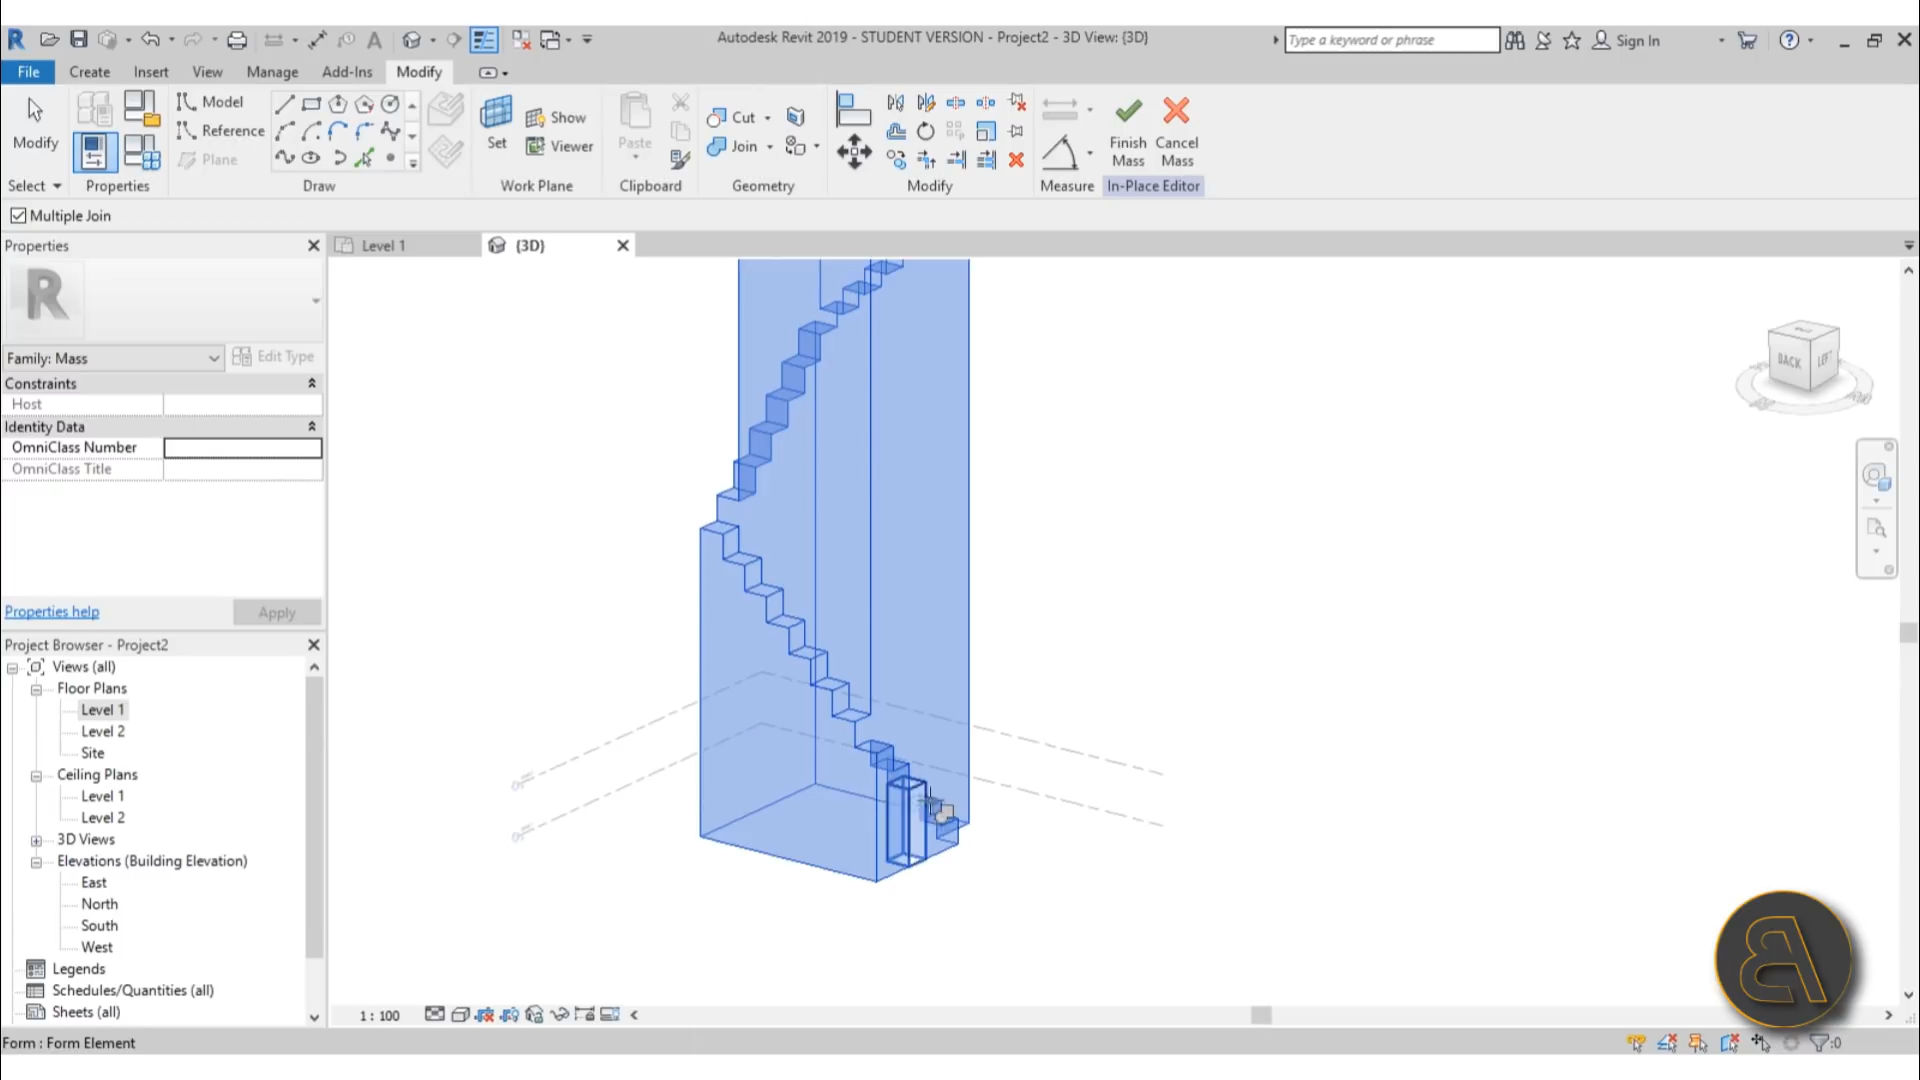 Autodesk Revit 2019 - STUDENT VERSION - Project2 - 3D View: {3D}
Type a keyword or phrase
Sign In
File Create Insert View Manage Add-Ins Modify
Modify
Model
Reference
Plane
Set
Show
Viewer
Paste
Cut
Join
Finish Mass
Cancel Mass
Select Properties Draw Work Plane Clipboard Geometry Modify Measure In-Place Editor
Multiple Join
Properties
Level 1
{3D}
R
Family: Mass
Edit Type
Constraints
Host
Identity Data
OmniClass Number
OmniClass Title
Properties help
Apply
Project Browser - Project2
Views (all)
Floor Plans
Level 1
Level 2
Site
Ceiling Plans
Level 1
Level 2
3D Views
Elevations (Building Elevation)
East
North
South
West
Legends
Schedules/Quantities (all)
Sheets (all)
BACK
LEFT
1 : 100
Form : Form Element
:0